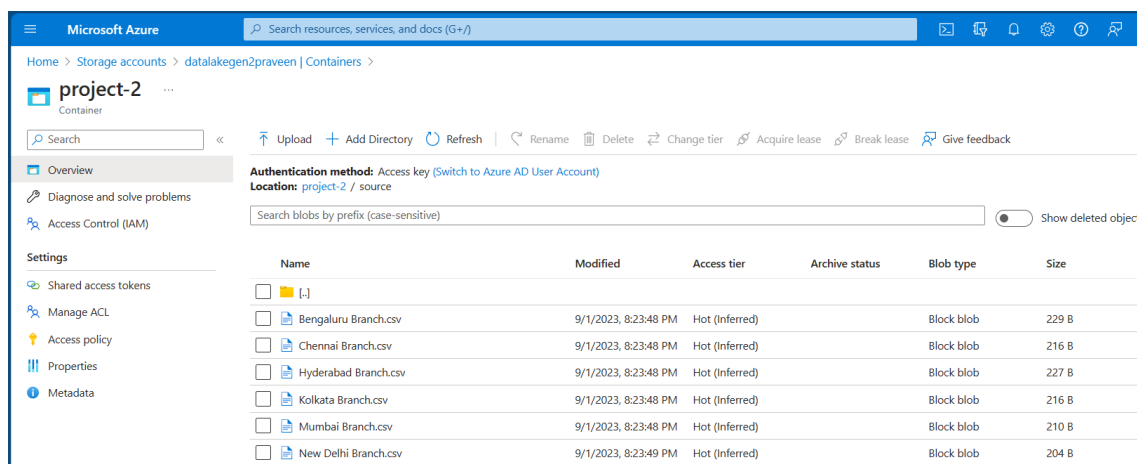 Microsoft Azure
Search resources, services, and docs (G+/)
Home > Storage accounts > datalakegen2praveen | Containers >
project-2 ...
Container
Search «
Upload Add Directory Refresh Rename Delete Change tier Acquire lease Break lease Give feedback
Overview
Diagnose and solve problems
Access Control (IAM)
Settings
Shared access tokens
Manage ACL
Access policy
Properties
Metadata
Authentication method: Access key (Switch to Azure AD User Account)
Location: project-2 / source
Search blobs by prefix (case-sensitive)
Show deleted objec
Name Modified Access tier Archive status Blob type Size
[..]
Bengaluru Branch.csv 9/1/2023, 8:23:48 PM Hot (Inferred) Block blob 229 B
Chennai Branch.csv 9/1/2023, 8:23:48 PM Hot (Inferred) Block blob 216 B
Hyderabad Branch.csv 9/1/2023, 8:23:48 PM Hot (Inferred) Block blob 227 B
Kolkata Branch.csv 9/1/2023, 8:23:48 PM Hot (Inferred) Block blob 216 B
Mumbai Branch.csv 9/1/2023, 8:23:48 PM Hot (Inferred) Block blob 210 B
New Delhi Branch.csv 9/1/2023, 8:23:49 PM Hot (Inferred) Block blob 204 B